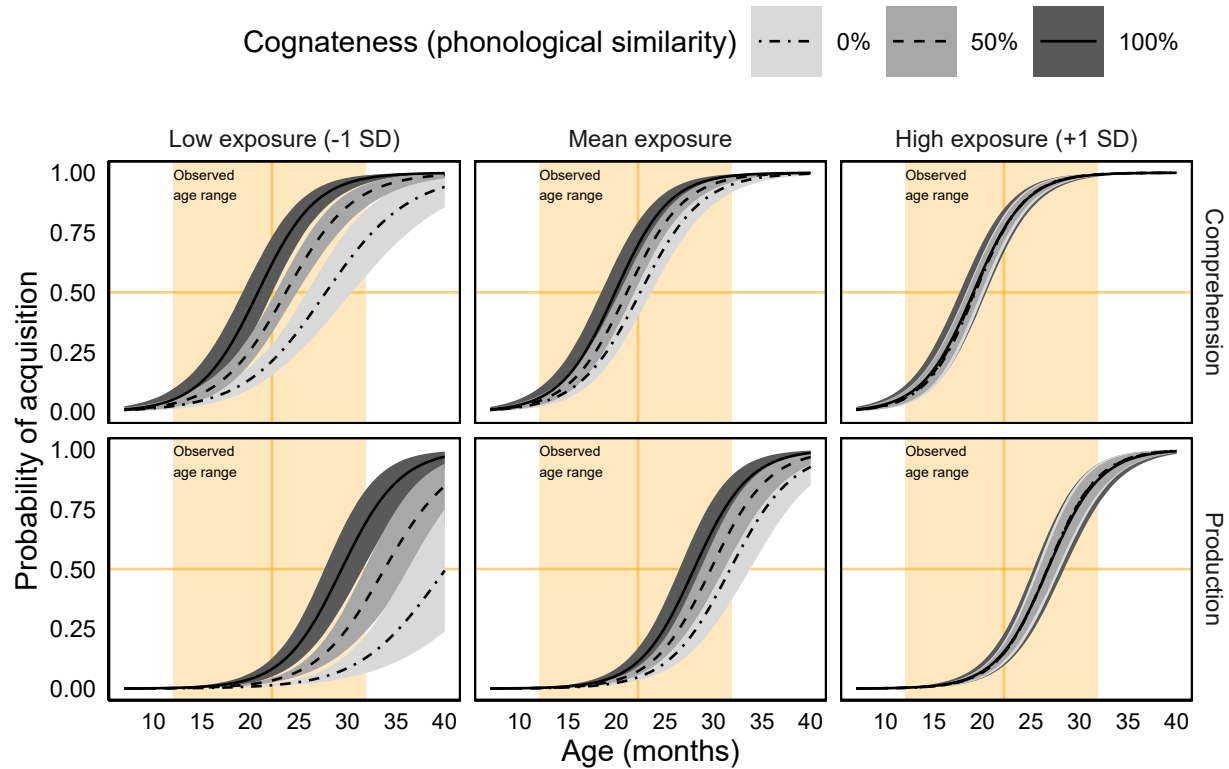 Cognateness (phonological similarity) 0% 50% 100%
Low exposure (-1 SD) Mean exposure High exposure (+1 SD)
Probability of acquisition
1.00
0.75
0.50
0.25
0.00
Observed
age range
Observed
age range
Observed
age range
Comprehension
1.00
0.75
0.50
0.25
0.00
Observed
age range
Observed
age range
Observed
age range
Production
10 15 20 25 30 35 40 10 15 20 25 30 35 40 10 15 20 25 30 35 40
Age (months)